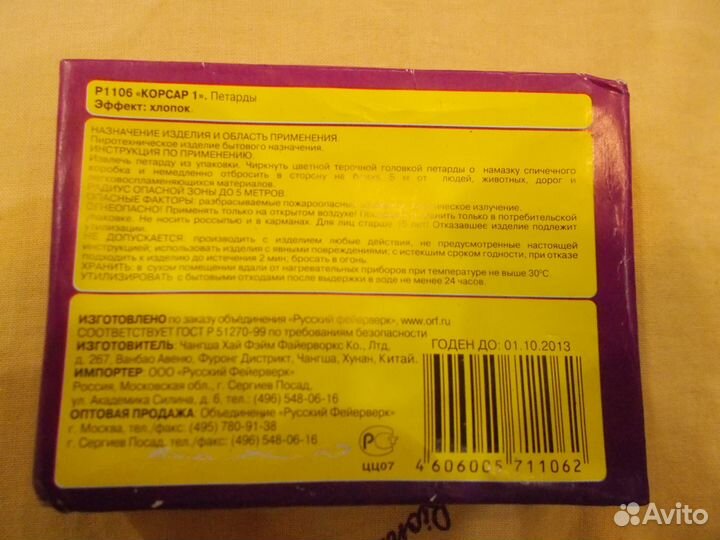 Р1106 «КОРСАР 1». Петарды
Эффект: хлопок
НАЗНАЧЕНИЕ ИЗДЕЛИЯ И ОБЛАСТЬ ПРИМЕНЕНИЯ.
Пиротехническое изделие бытового назначения.
ИНСТРУКЦИЯ ПО ПРИМЕНЕНИЮ.
Извлечь петарду из упаковки. Чиркнуть цветной терочной головкой петарды о намазку спичечного
коробка и немедленно отбросить в сторону не 5 м от людей, животных, дорог и
легковоспламеняющихся материалов.
РАДИУС ОПАСНОЙ ЗОНЫ ДО 5 МЕТРОВ.
ОПАСНЫЕ ФАКТОРЫ: разбрасываемые излучение.
ОГНЕОПАСНО! Применять только на открытом воздухе! только в потребительской
упаковке. Не носить россыпью и в карманах. Для лиц старше лет! Отказавшее изделие подлежит
утилизации.
НЕ ДОПУСКАЕТСЯ: производить с изделием любые действия, не предусмотренные настоящей
инструкцией; использовать изделия с явными повреждениями, с истекшим сроком годности, при отказе
подходить к изделию до истечения 2 мин; бросать в огонь.
ХРАНИТЬ: в сухом помещении вдали от нагревательных приборов при температуре не выше 30°С
УТИЛИЗИРОВАТЬ с бытовыми отходами после выдержки в воде не менее 24 часов.
ИЗГОТОВЛЕНО по заказу объединения «Русский фейерверк», www.orf.ru
СООТВЕТСТВУЕТ ГОСТ Р 51270-99 по требованиям безопасности
ИЗГОТОВИТЕЛЬ: Чангша Хай Фэйм Файерворкс Ко., Лтд,
д. 267, Ванбао Авеню, Фуронг Дистрикт, Чангша, Хунан, Китай.
ИМПОРТЕР: ООО «Русский Фейерверк»
Россия, Московская обл., г. Сергиев Посад,
ул. Академика Силина, д. 6, тел./факс: (496) 548-06-16
ОПТОВАЯ ПРОДАЖА: Объединение «Русский Фейерверк»
г. Москва, тел./факс: (495) 780-91-38
г. Сергиев Посад, тел./факс: (496) 548-06-16
ГОДЕН ДО: 01.10.2013
ЦЦ07
4 606005 711062
Avito